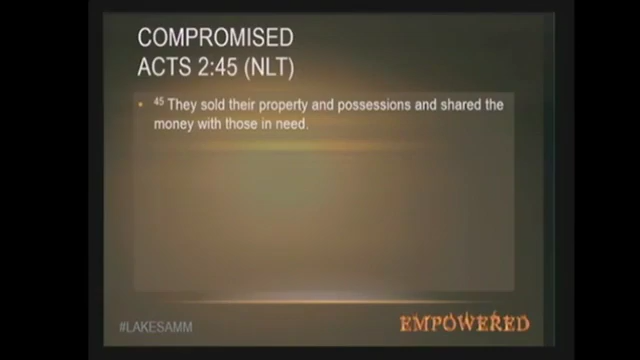 COMPROMISED
ACTS 2:45 (NLT)
• 45 They sold their property and possessions and shared the
money with those in need.
#LAKESAMM
EMPOWERED